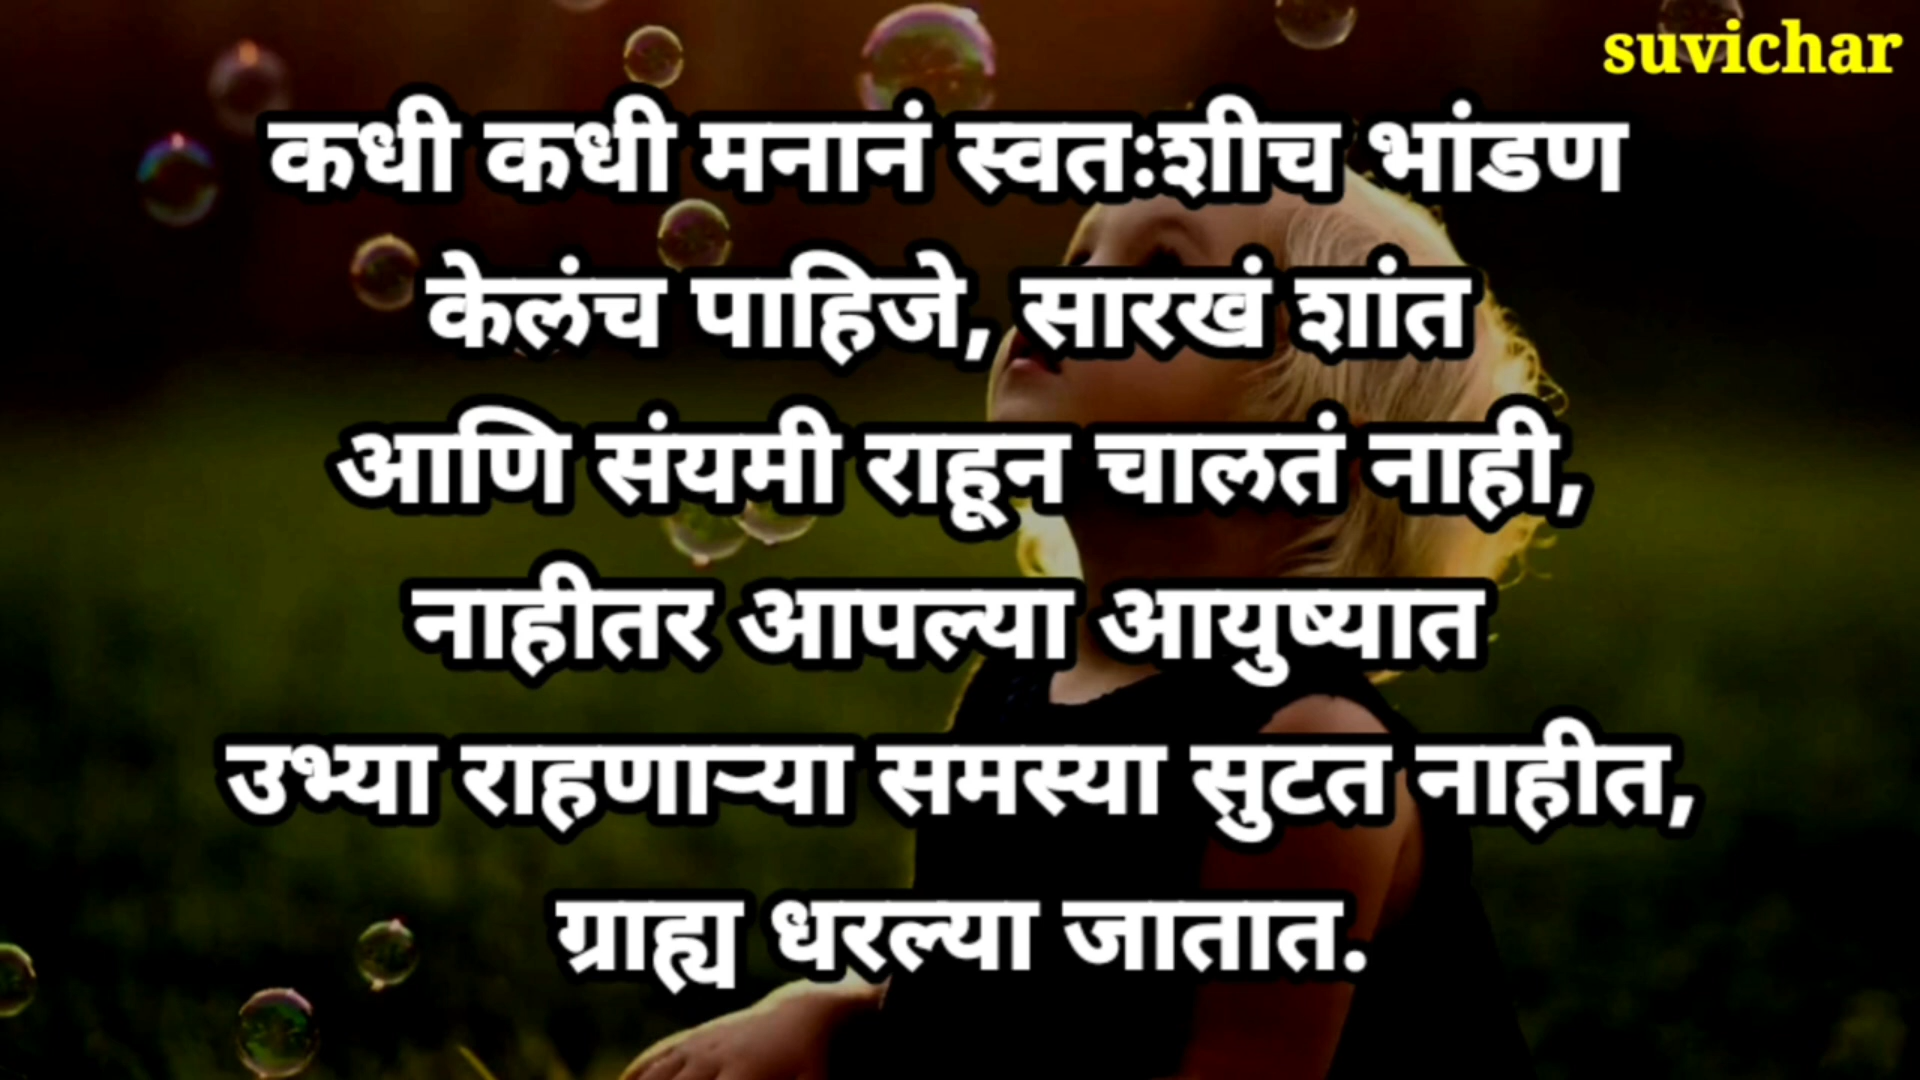 suvichar
कधी कधी मनानं स्वतःशीच भांडण
केलंच पाहिजे, सारखं शांत
आणि संयमी राहून चालतं नाही,
नाहीतर आपल्या आयुष्यात
उभ्या राहणाऱ्या समस्या सुटत नाहीत,
ग्राह्य धरल्या जातात.